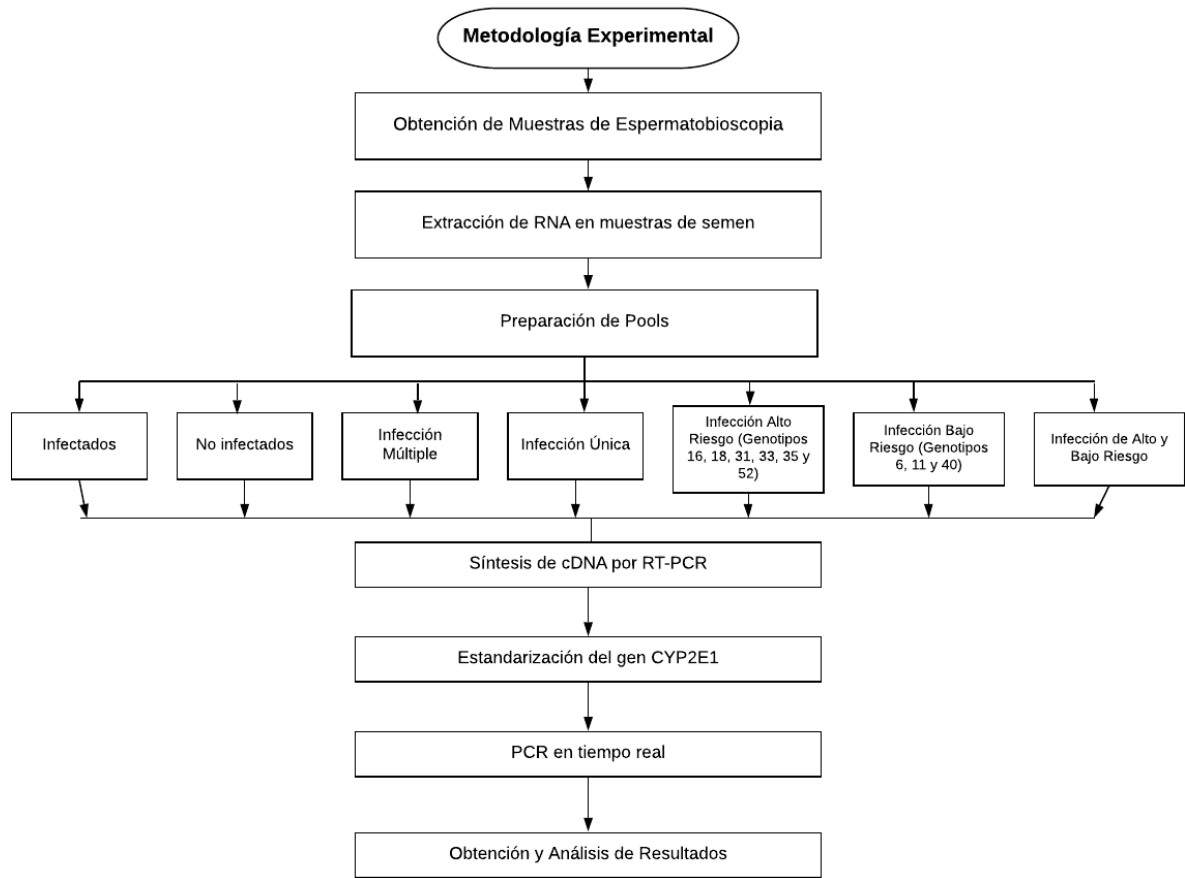 Metodología Experimental
Obtención de Muestras de Espermatobioscopia
Extracción de RNA en muestras de semen
Preparación de Pools
Infectados
No infectados
Infección
Múltiple
Infección Única
Infección Alto
Riesgo (Genotipos
16, 18, 31, 33, 35 y
52)
Infección Bajo
Riesgo (Genotipos
6, 11 y 40)
Infección de Alto y
Bajo Riesgo
Síntesis de cDNA por RT-PCR
Estandarización del gen CYP2E1
PCR en tiempo real
Obtención y Análisis de Resultados